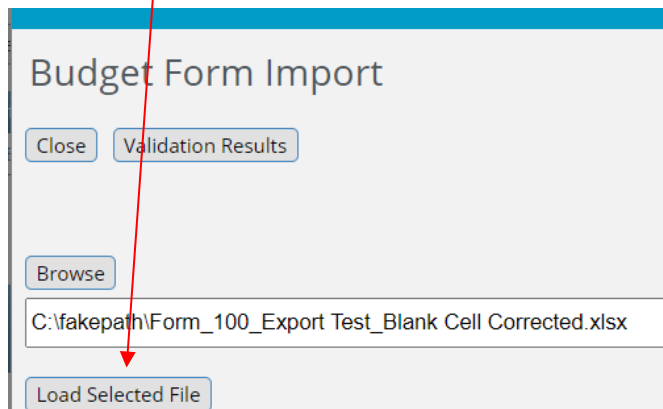 Budget Form Import
Close Validation Results
Browse
C:\fakepath\Form_100_Export Test_Blank Cell Corrected.xlsx
Load Selected File